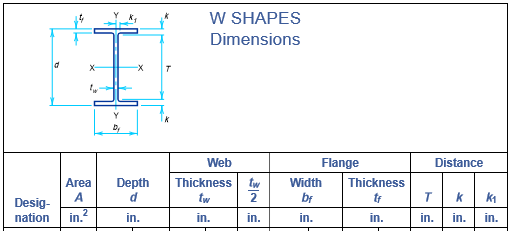 W SHAPES
Dimensions
Y
tf
k1
k
d
X
X
T
tw
Y
bf
k
Web
Flange
Distance
Area
Depth
Thickness
tw/2
Width
Thickness
Desig-
nation
A
d
tw
bf
tf
T
k
k1
in.²
in.
in.
in.
in.
in.
in.
in.
in.